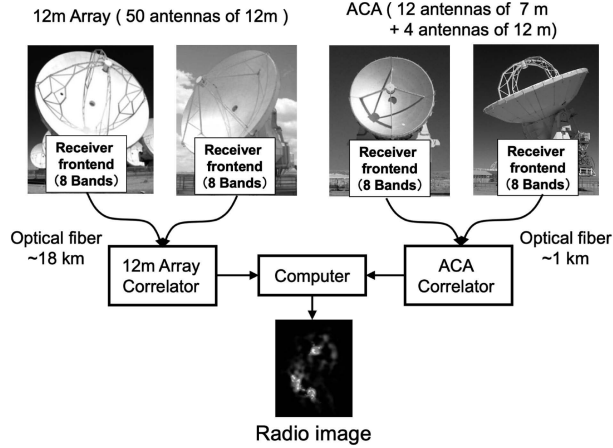 12m Array ( 50 antennas of 12m )
ACA ( 12 antennas of 7 m
+ 4 antennas of 12 m)
Receiver
frontend
(8 Bands)
Receiver
frontend
(8 Bands)
Receiver
frontend
(8 Bands)
Receiver
frontend
(8 Bands)
Optical fiber
~18 km
12m Array
Correlator
Computer
ACA
Correlator
Optical fiber
~1 km
Radio image